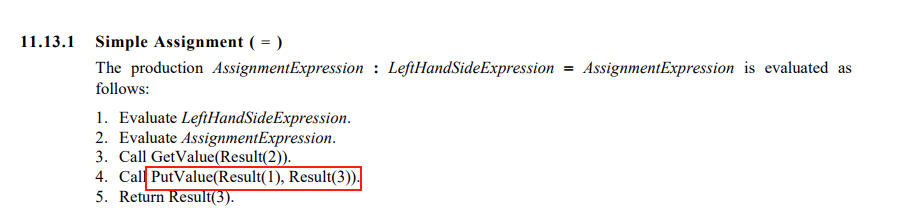 11.13.1 Simple Assignment ( = )
The production AssignmentExpression : LeftHandSideExpression = AssignmentExpression is evaluated as
follows:
1. Evaluate LeftHandSideExpression.
2. Evaluate AssignmentExpression.
3. Call GetValue(Result(2)).
4. Call PutValue(Result(1), Result(3)).
5. Return Result(3).